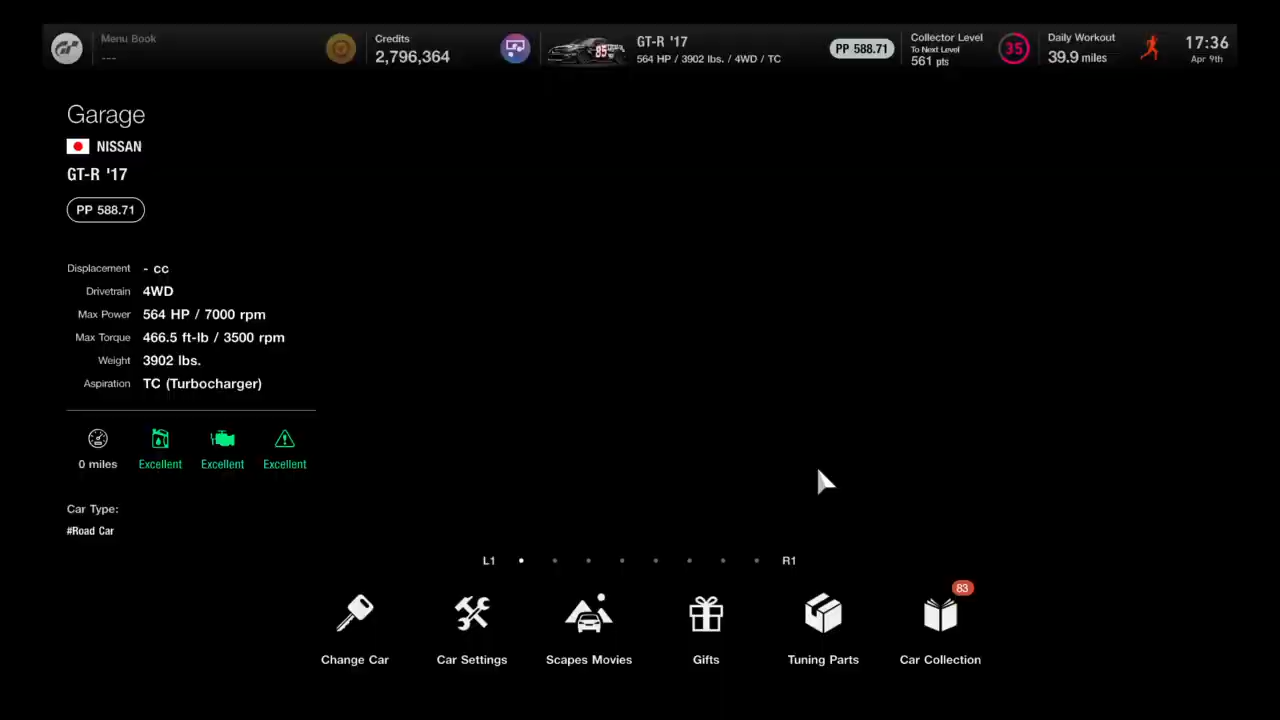 Menu Book
---
Credits
2,796,364
GT-R '17
564 HP / 3902 lbs. / 4WD / TC
PP 588.71
Collector Level
To Next Level
561 pts
35
Daily Workout
39.9 miles
17:36
Apr 9th
Garage
NISSAN
GT-R '17
PP 588.71
Displacement - cc
Drivetrain 4WD
Max Power 564 HP / 7000 rpm
Max Torque 466.5 ft-lb / 3500 rpm
Weight 3902 lbs.
Aspiration TC (Turbocharger)
0 miles Excellent Excellent Excellent
Car Type:
#Road Car
L1 R1
83
Change Car Car Settings Scapes Movies Gifts Tuning Parts Car Collection